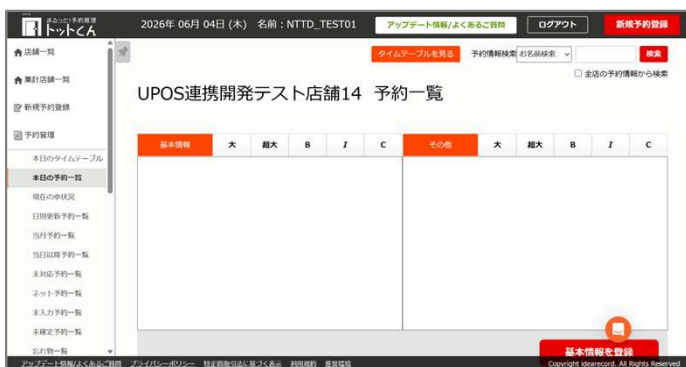 まるっと!予約管理
トットくん
2026年 06月 04日 (木) 名前:NTTD_TEST01
アップデート情報/よくあるご質問
ログアウト
新規予約登録
店舗一覧
集計店舗一覧
新規予約登録
予約管理
本日のタイムテーブル
本日の予約一覧
日別更新予約一覧
当月予約一覧
当日以降予約一覧
未対応予約一覧
ネット予約一覧
未入力予約一覧
未確定予約一覧
忘れ物一覧
タイムテーブルを見る
予約情報検索
お名前検索
検索
全店の予約情報から検索
UPOS連携開発テスト店舗14 予約一覧
基本情報 大 超大 B I C
その他 大 超大 B I C
基本情報を登録
アップデート情報/よくあるご質問 プライバシーポリシー 特定商取引法に基づく表示 利用規約 推奨環境
Copyright idearecord. All Rights Reserved